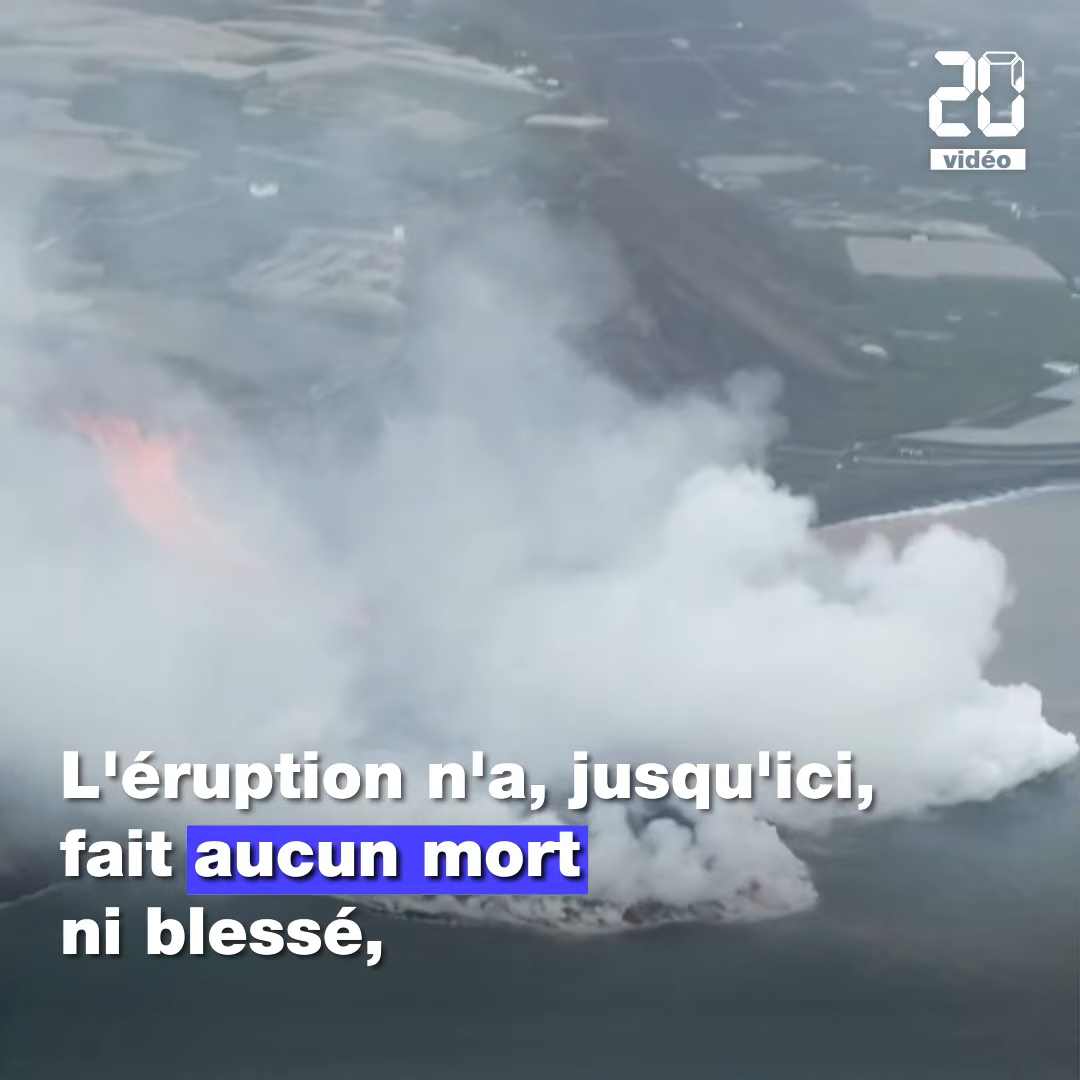 20
vidéo
L'éruption n'a, jusqu'ici,
fait aucun mort
ni blessé,